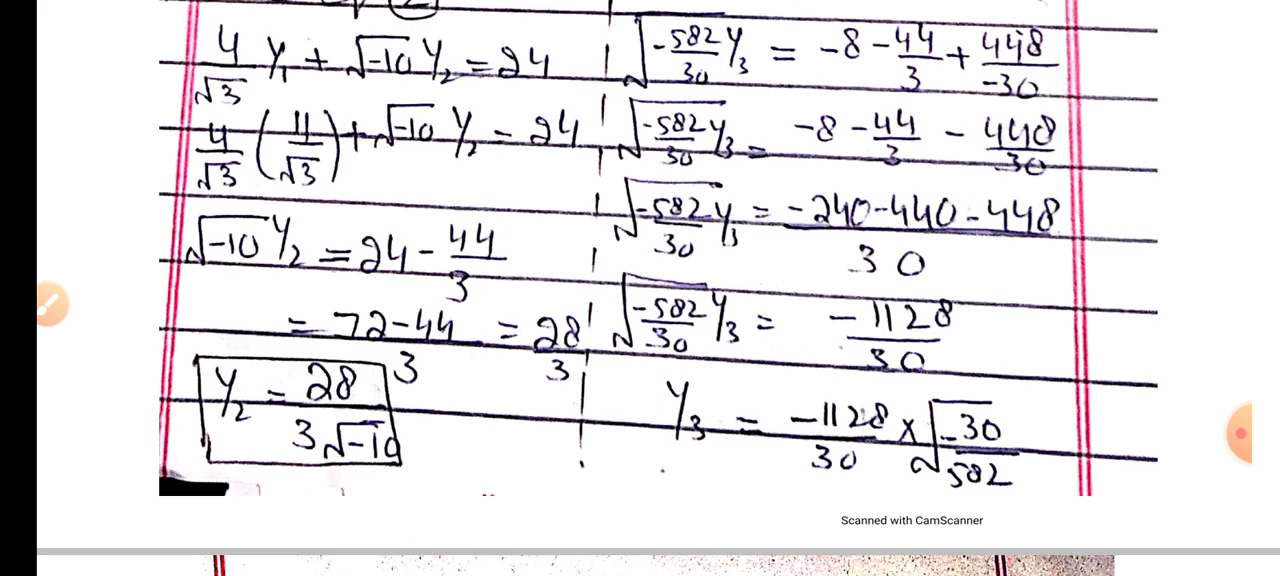 4/√3 y₁ + √-10 y₂ = 24
4/√3 (11/√3) + √-10 y₂ = 24
√-10 y₂ = 24 - 44/3
= 72-44/3 = 28/3
y₂ = 28/3√-10
√-582/30 y₃ = -8 - 44/3 + 448/-30
√-582/30 y₃ = -8 - 44/3 - 448/30
√-582/30 y₃ = -240-440-448/30
√-582/30 y₃ = -1128/30
y₃ = -1128/30 × √-30/582
Scanned with CamScanner